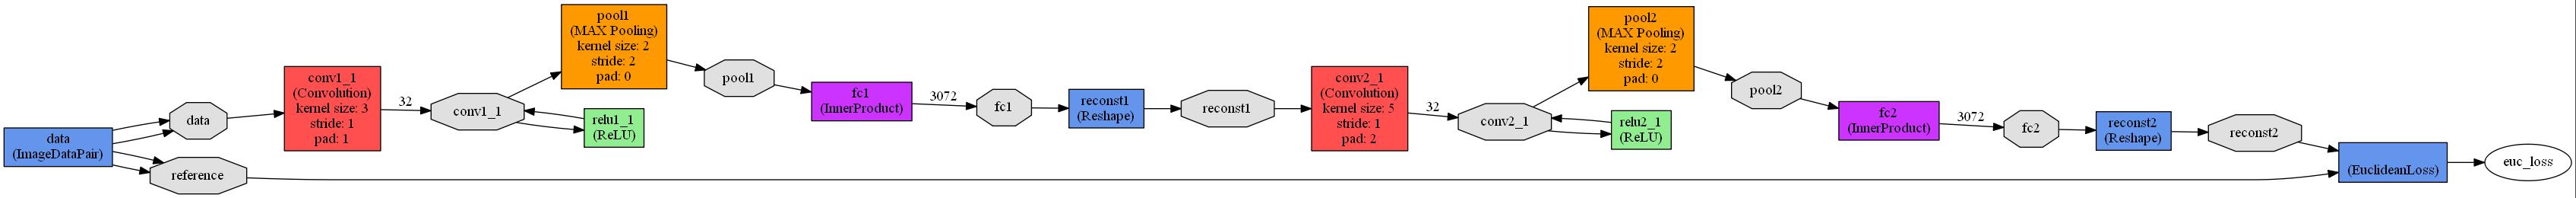 data
(ImageDataPair)
data
reference
conv1_1
(Convolution)
kernel size: 3
stride: 1
pad: 1
32
conv1_1
pool1
(MAX Pooling)
kernel size: 2
stride: 2
pad: 0
relu1_1
(ReLU)
pool1
fc1
(InnerProduct)
3072
fc1
reconst1
(Reshape)
reconst1
conv2_1
(Convolution)
kernel size: 5
stride: 1
pad: 2
32
conv2_1
pool2
(MAX Pooling)
kernel size: 2
stride: 2
pad: 0
relu2_1
(ReLU)
pool2
fc2
(InnerProduct)
3072
fc2
reconst2
(Reshape)
reconst2
(EuclideanLoss)
euc_loss